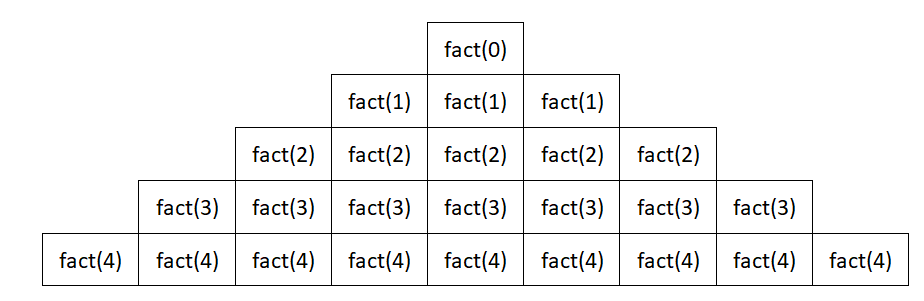 fact(0)
fact(1) fact(1) fact(1)
fact(2) fact(2) fact(2) fact(2) fact(2)
fact(3) fact(3) fact(3) fact(3) fact(3) fact(3) fact(3)
fact(4) fact(4) fact(4) fact(4) fact(4) fact(4) fact(4) fact(4) fact(4)